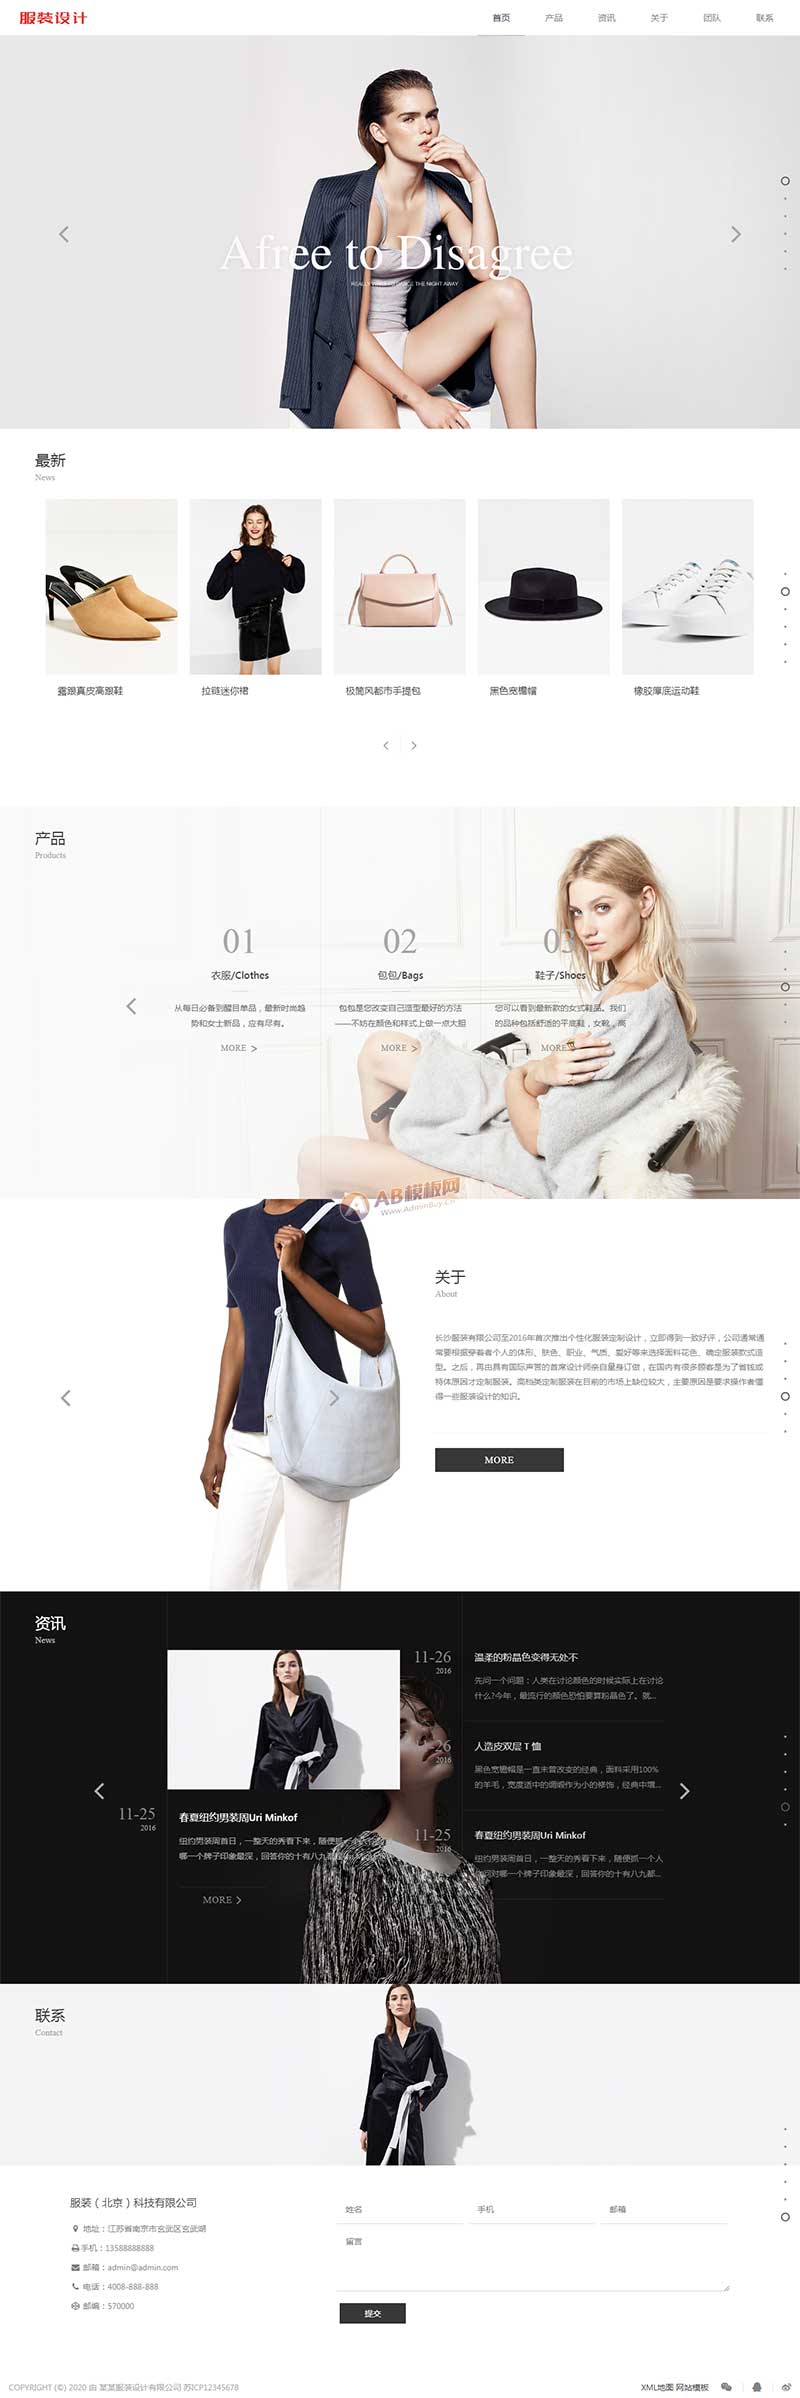 服装设计
首页 产品 资讯 关于 团队 联系
Afree to Disagree
THE NIGHT AWAY
最新
News
露跟真皮高跟鞋
拉链迷你裙
极简风都市手提包
黑色宽檐帽
橡胶厚底运动鞋
产品
Products
01
衣服/Clothes
从每日必备到醒目单品，最新时尚趋
势和女士新品，应有尽有。
MORE >
02
包包/Bags
包包是您改变自己造型最好的方法
——不妨在颜色和样式上做一点大胆
MORE >
03
鞋子/Shoes
您可以看到最新款的女式鞋品。我们
的品种包括舒适的平底鞋，女靴，高
MORE >
AB模板网
Www.AdminBuy.Cn
关于
About
长沙服装有限公司至2016年首次推出个性化服装定制设计，立即得到一致好评，公司通常通
常要根据穿着者个人的体形、肤色、职业、气质、爱好等来选择面料花色、确定服装款式造
型。之后，再由具有国际声誉的首席设计师亲自量身订做，在国内有很多顾客是为了省钱或
特体原因才定制服装。高档类定制服装在目前的市场上缺位较大，主要原因是要求操作者懂
得一些服装设计的知识。
MORE
资讯
News
11-25
2016
春夏纽约男装周Uri Minkof
纽约男装周首日，一整天的秀看下来，随便抓一个人你问对
哪一个牌子印象最深，回答你的十有八九都
MORE >
11-26
2016
温柔的粉晶色变得无处不
先问一个问题：人类在讨论颜色的时候实际上在讨论
什么?今年，最流行的颜色恐怕要算粉晶色了。就...
11-26
2016
人造皮双层 T 恤
黑色宽檐帽是一直未曾改变的经典，面料采用100%
的羊毛，宽度适中的绸缎作为小的修饰，经典中增...
11-25
2016
春夏纽约男装周Uri Minkof
纽约男装周首日，一整天的秀看下来，随便抓一个人
你问对哪一个牌子印象最深，回答你的十有八九都...
联系
Contact
服装（北京）科技有限公司
地址：江苏省南京市玄武区玄武湖
手机：13588888888
邮箱：admin@admin.com
电话：4008-888-888
邮编：570000
姓名 手机 邮箱
留言
提交
COPYRIGHT (©) 2020 由 某某服装设计有限公司 苏ICP12345678
XML地图 网站模板